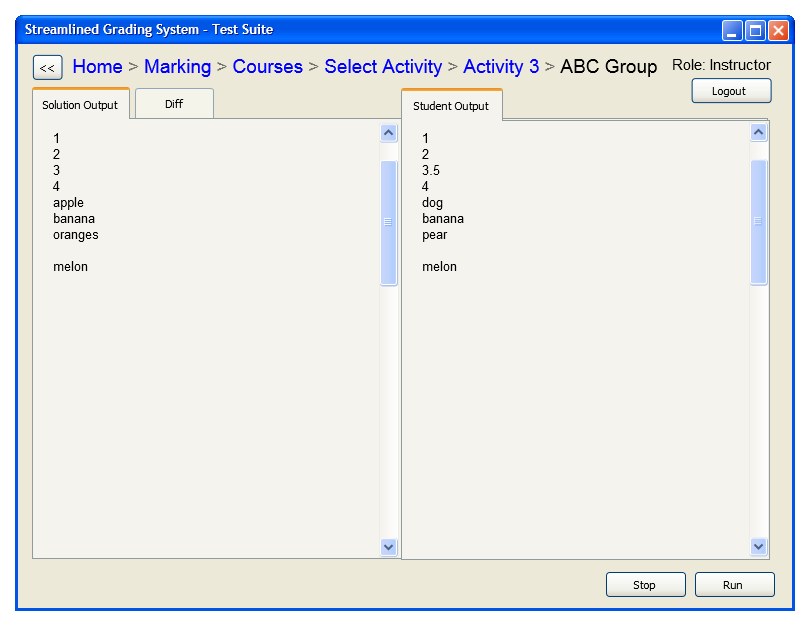 Streamlined Grading System - Test Suite
<< Home > Marking > Courses > Select Activity > Activity 3 > ABC Group Role: Instructor
Logout
Solution Output Diff
1
2
3
4
apple
banana
oranges
melon
Student Output
1
2
3.5
4
dog
banana
pear
melon
Stop Run